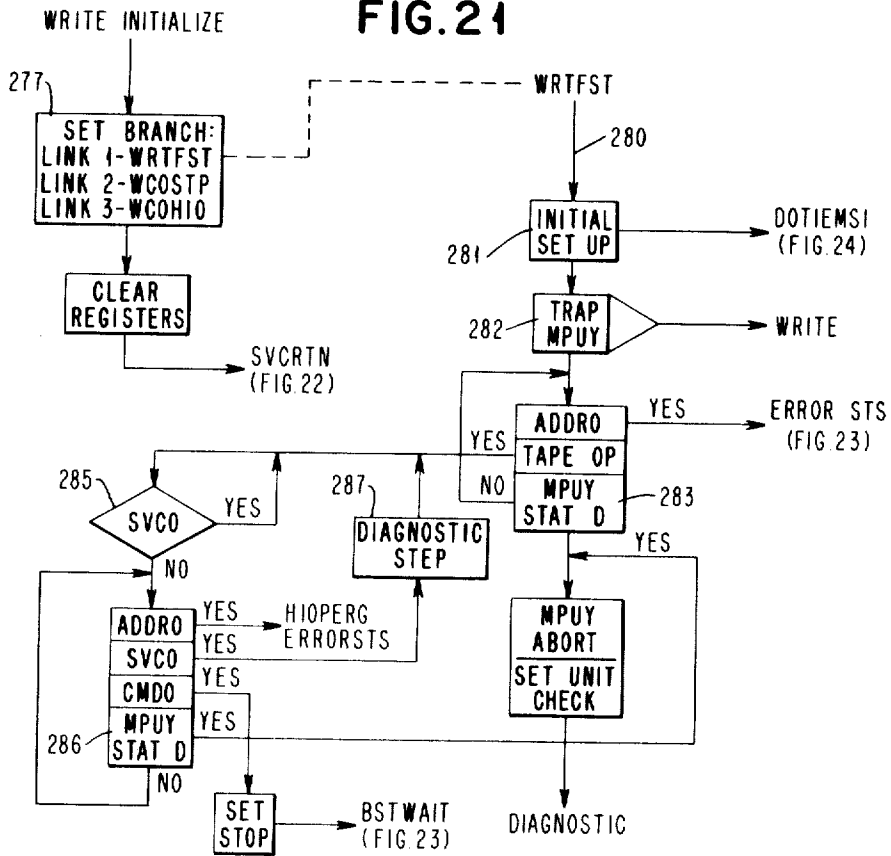 FIG. 21
WRITE INITIALIZE
277
SET BRANCH:
LINK 1-WRTFST
LINK 2-WCOSTP
LINK 3-WCOHIO
CLEAR
REGISTERS
SVCRTN
(FIG. 22)
WRTFST
280
INITIAL
SET UP
281
DOTIEMSI
(FIG. 24)
TRAP
MPUY
282
WRITE
ADDRO
YES
ERROR STS
(FIG. 23)
YES
TAPE OP
NO
MPUY
STAT D
283
YES
285
SVCO
YES
NO
287
DIAGNOSTIC
STEP
ADDRO
YES
HIOPERG
ERRORSTS
SVCO
YES
CMDO
YES
MPUY
STAT D
YES
286
NO
MPUY
ABORT
SET UNIT
CHECK
SET
STOP
BSTWAIT
(FIG. 23)
DIAGNOSTIC